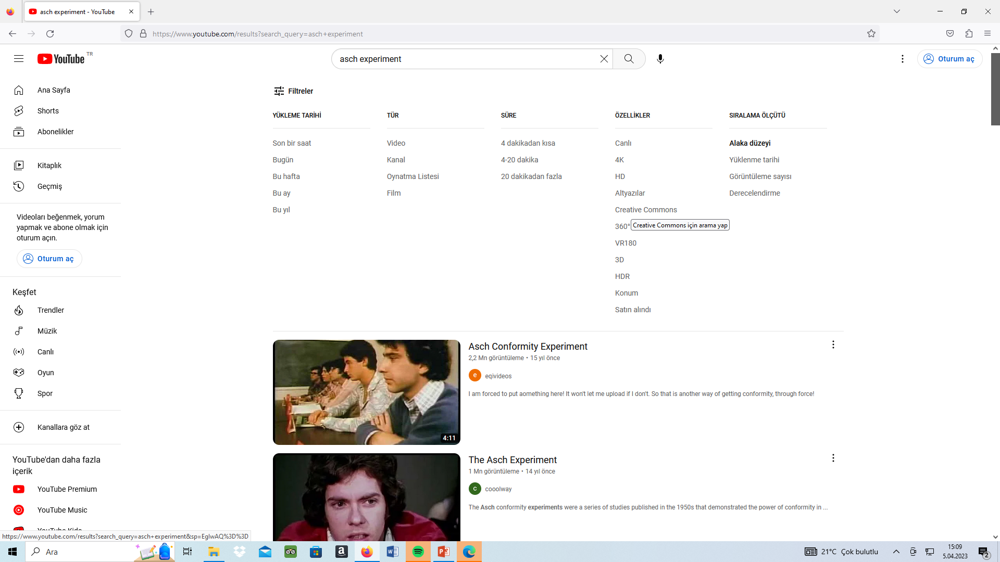 asch experiment - YouTube
https://www.youtube.com/results?search_query=asch+experiment
YouTube TR
asch experiment
Oturum aç
Ana Sayfa
Shorts
Abonelikler
Kitaplık
Geçmiş
Videoları beğenmek, yorum
yapmak ve abone olmak için
oturum açın.
Oturum aç
Keşfet
Trendler
Müzik
Canlı
Oyun
Spor
Kanallara göz at
YouTube'dan daha fazla
içerik
YouTube Premium
YouTube Music
YouTube Kids
Filtreler
YÜKLEME TARİHİ
Son bir saat
Bugün
Bu hafta
Bu ay
Bu yıl
TÜR
Video
Kanal
Oynatma Listesi
Film
SÜRE
4 dakikadan kısa
4-20 dakika
20 dakikadan fazla
ÖZELLİKLER
Canlı
4K
HD
Altyazılar
Creative Commons
360°
Creative Commons için arama yap
VR180
3D
HDR
Konum
Satın alındı
SIRALAMA ÖLÇÜTÜ
Alaka düzeyi
Yüklenme tarihi
Görüntüleme sayısı
Derecelendirme
4:11
Asch Conformity Experiment
2,2 Mn görüntüleme • 15 yıl önce
e eqivideos
I am forced to put aomething here! It won't let me upload if I don't. So that is another way of getting conformity, through force!
The Asch Experiment
1 Mn görüntüleme • 14 yıl önce
c cooolway
The Asch conformity experiments were a series of studies published in the 1950s that demonstrated the power of conformity in ...
https://www.youtube.com/results?search_query=asch+experiment&sp=EgIwAQ%3D%3D
Ara
21°C Çok bulutlu
15:09
5.04.2023
2